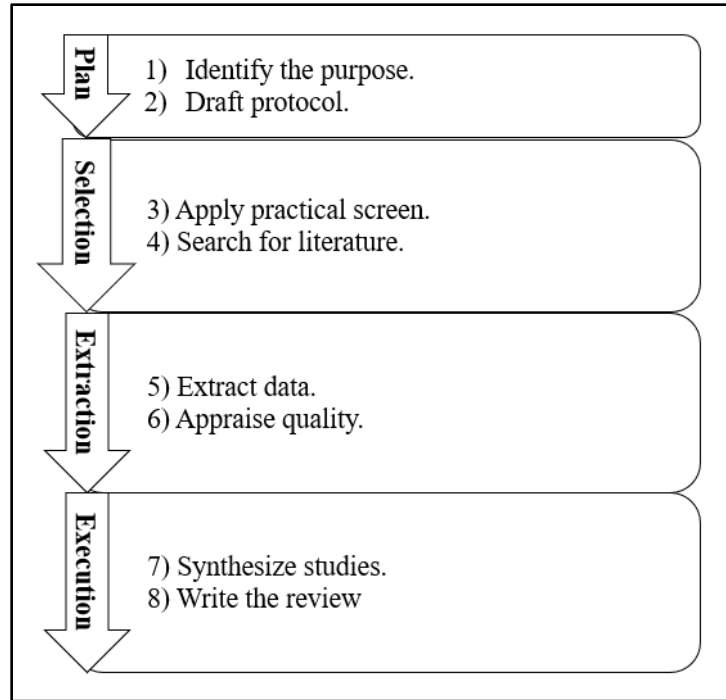 Plan
1) Identify the purpose.
2) Draft protocol.
Selection
3) Apply practical screen.
4) Search for literature.
Extraction
5) Extract data.
6) Appraise quality.
Execution
7) Synthesize studies.
8) Write the review